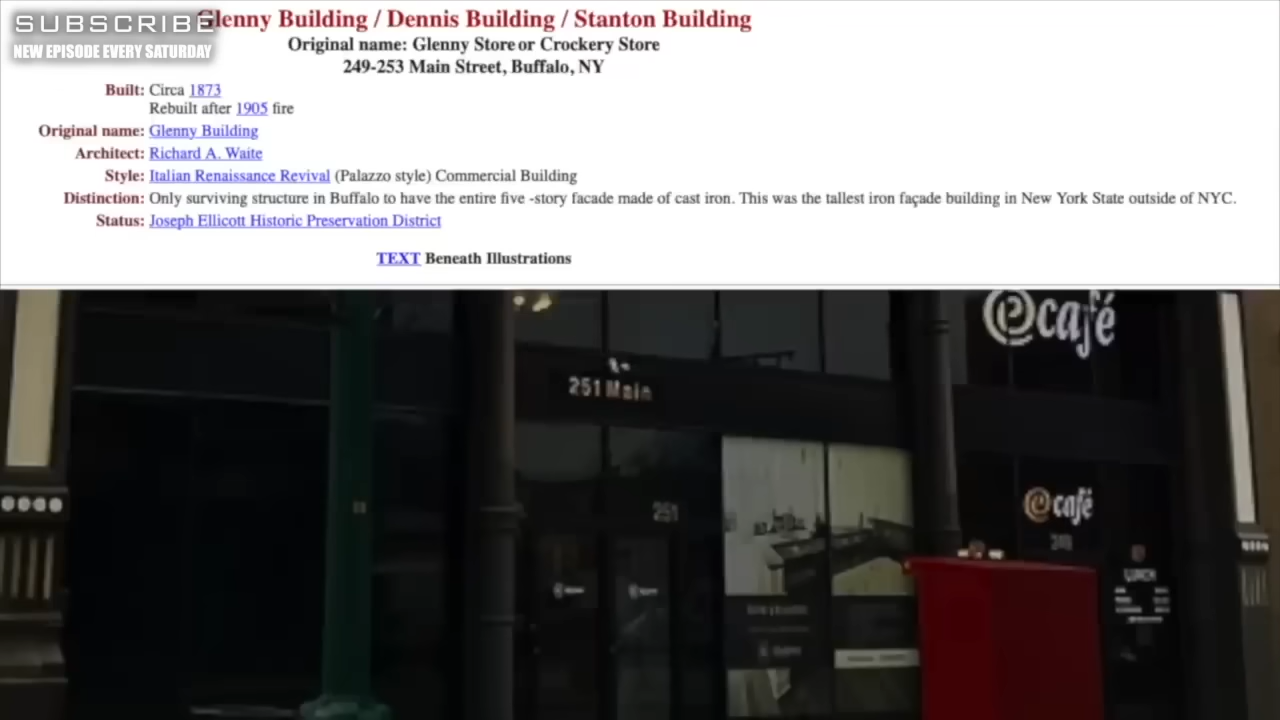 SUBSCRIBE
NEW EPISODE EVERY SATURDAY
Glenny Building / Dennis Building / Stanton Building
Original name: Glenny Store or Crockery Store
249-253 Main Street, Buffalo, NY
Built: Circa 1873
Rebuilt after 1905 fire
Original name: Glenny Building
Architect: Richard A. Waite
Style: Italian Renaissance Revival (Palazzo style) Commercial Building
Distinction: Only surviving structure in Buffalo to have the entire five -story facade made of cast iron. This was the tallest iron façade building in New York State outside of NYC.
Status: Joseph Ellicott Historic Preservation District
TEXT Beneath Illustrations
@café
251 Main
251
@café
249
LUNCH